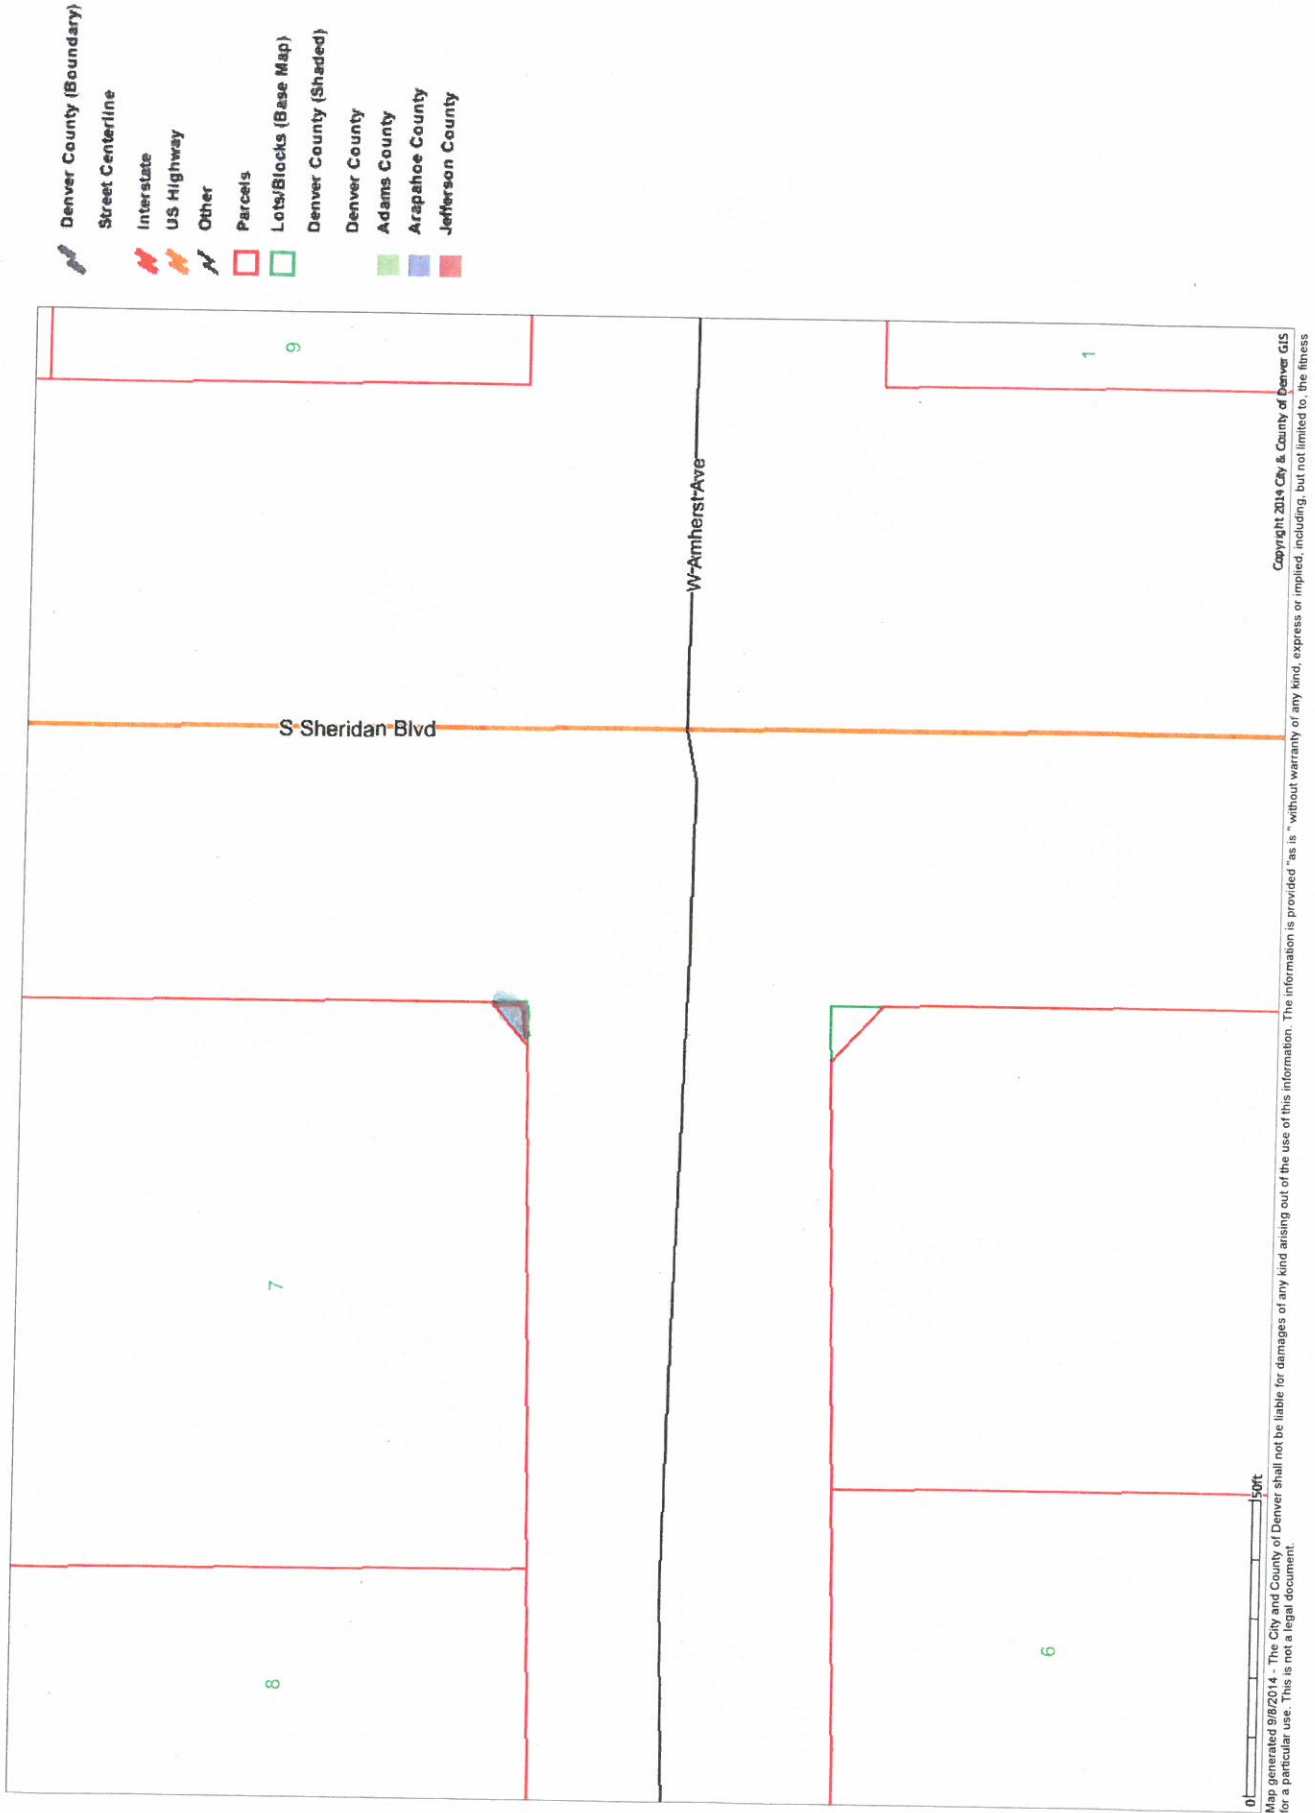 Denver County (Boundary)
Street Centerline
Interstate
US Highway
Other
Parcels
Lots/Blocks (Base Map)
Denver County (Shaded)
Denver County
Adams County
Arapahoe County
Jefferson County
8
7
S Sheridan Blvd
9
W Amherst Ave
6
1
0
50ft
Copyright 2014 City & County of Denver GIS
Map generated 9/8/2014 - The City and County of Denver shall not be liable for damages of any kind arising out of the use of this information. The information is provided "as is " without warranty of any kind, express or implied, including, but not limited to, the fitness
for a particular use. This is not a legal document.